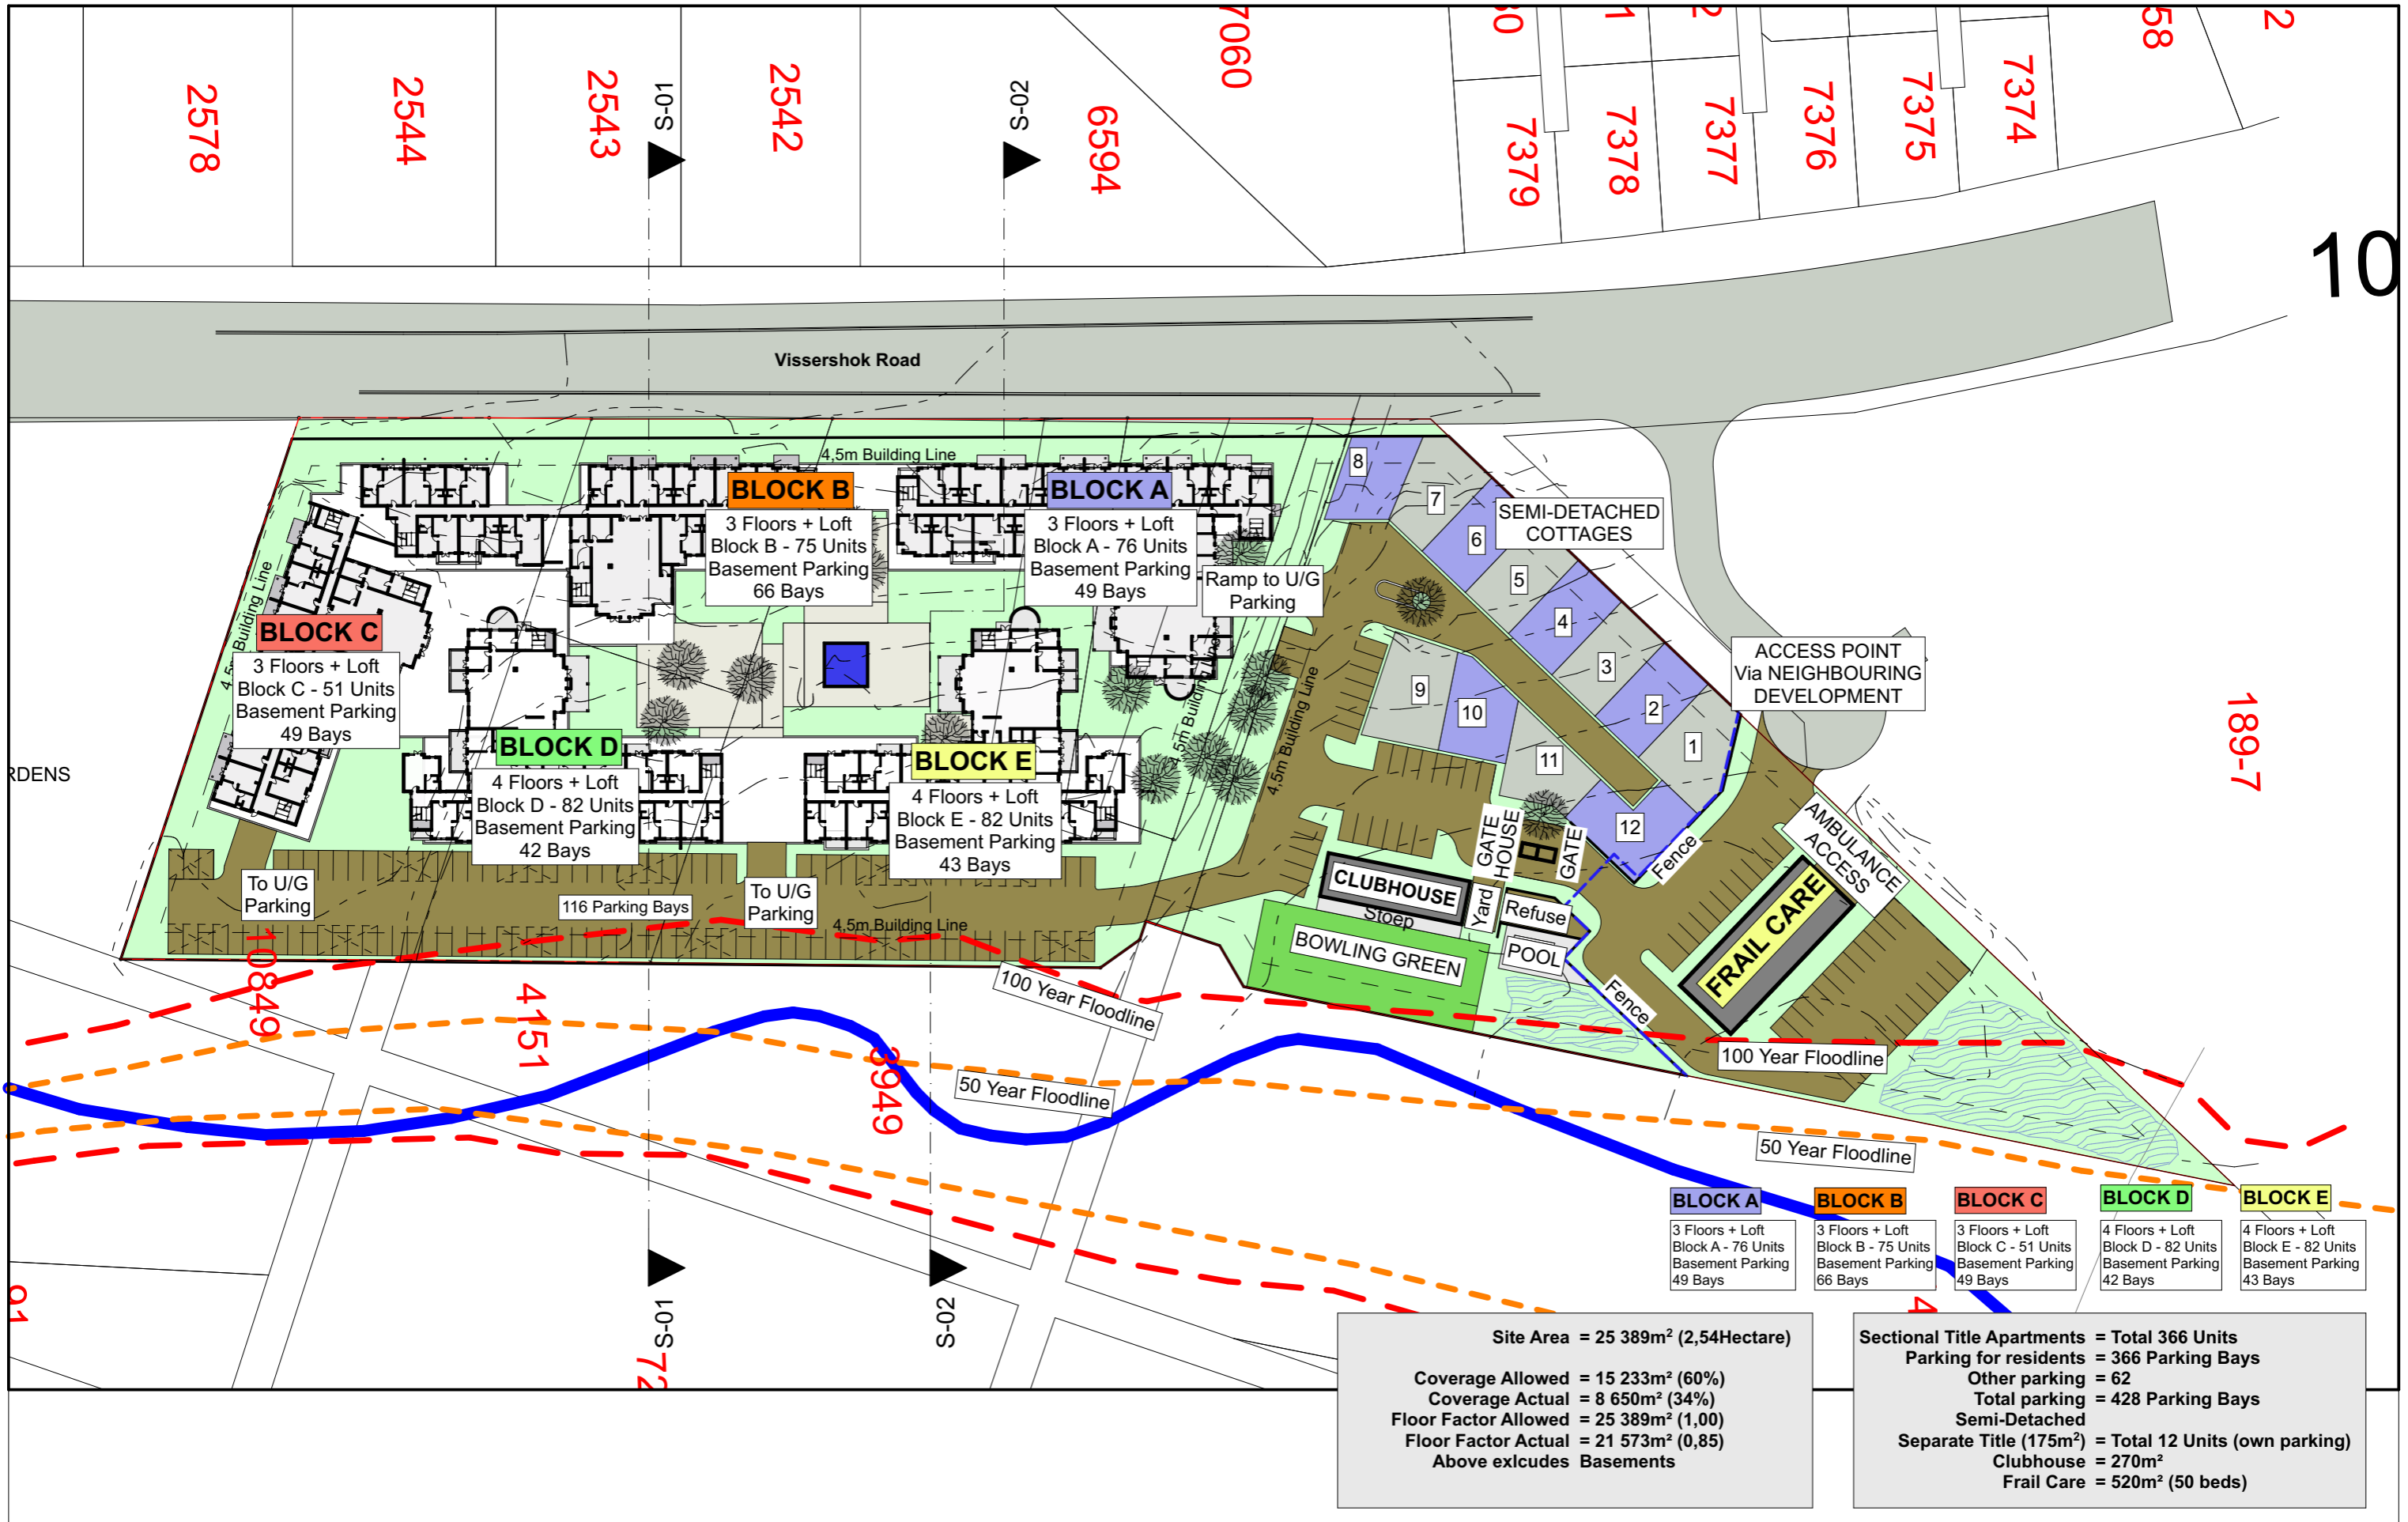 2578
2544
2543
S-01
2542
S-02
6594
7060
7379
7378
7377
7376
7375
7374
58
2
10
Vissershok Road
4,5m Building Line
BLOCK B
3 Floors + Loft
Block B - 75 Units
Basement Parking
66 Bays
BLOCK A
3 Floors + Loft
Block A - 76 Units
Basement Parking
49 Bays
Ramp to U/G
Parking
8
7
6
5
4
3
2
1
9
10
11
12
SEMI-DETACHED
COTTAGES
ACCESS POINT
Via NEIGHBOURING
DEVELOPMENT
189-7
4,5m Building Line
BLOCK C
3 Floors + Loft
Block C - 51 Units
Basement Parking
49 Bays
BLOCK D
4 Floors + Loft
Block D - 82 Units
Basement Parking
42 Bays
BLOCK E
4 Floors + Loft
Block E - 82 Units
Basement Parking
43 Bays
4,5m Building Line
4,5m Building Line
RDENS
To U/G
Parking
116 Parking Bays
To U/G
Parking
4,5m Building Line
CLUBHOUSE
Stoep
Yard
GATE
HOUSE
GATE
Refuse
POOL
BOWLING GREEN
Fence
Fence
AMBULANCE
ACCESS
FRAIL CARE
10849
4151
3949
100 Year Floodline
50 Year Floodline
100 Year Floodline
50 Year Floodline
S-01
S-02
91
72
4
BLOCK A
3 Floors + Loft
Block A - 76 Units
Basement Parking
49 Bays
BLOCK B
3 Floors + Loft
Block B - 75 Units
Basement Parking
66 Bays
BLOCK C
3 Floors + Loft
Block C - 51 Units
Basement Parking
49 Bays
BLOCK D
4 Floors + Loft
Block D - 82 Units
Basement Parking
42 Bays
BLOCK E
4 Floors + Loft
Block E - 82 Units
Basement Parking
43 Bays
Site Area = 25 389m² (2,54Hectare)
Coverage Allowed = 15 233m² (60%)
Coverage Actual = 8 650m² (34%)
Floor Factor Allowed = 25 389m² (1,00)
Floor Factor Actual = 21 573m² (0,85)
Above exlcudes Basements
Sectional Title Apartments = Total 366 Units
Parking for residents = 366 Parking Bays
Other parking = 62
Total parking = 428 Parking Bays
Semi-Detached
Separate Title (175m²) = Total 12 Units (own parking)
Clubhouse = 270m²
Frail Care = 520m² (50 beds)